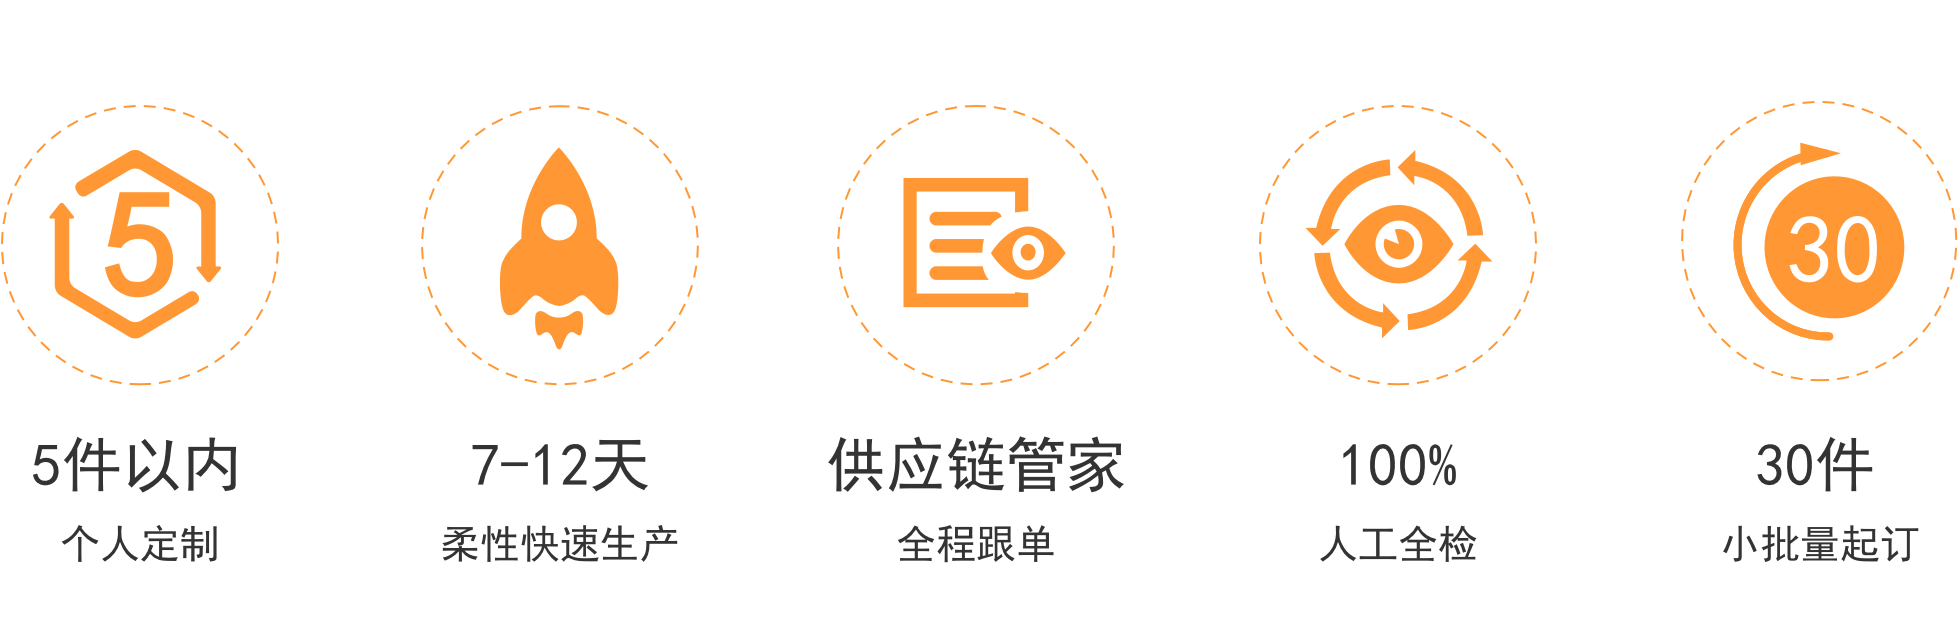 5
30
5件以内
7-12天
供应链管家
100%
30件
个人定制
柔性快速生产
全程跟单
人工全检
小批量起订